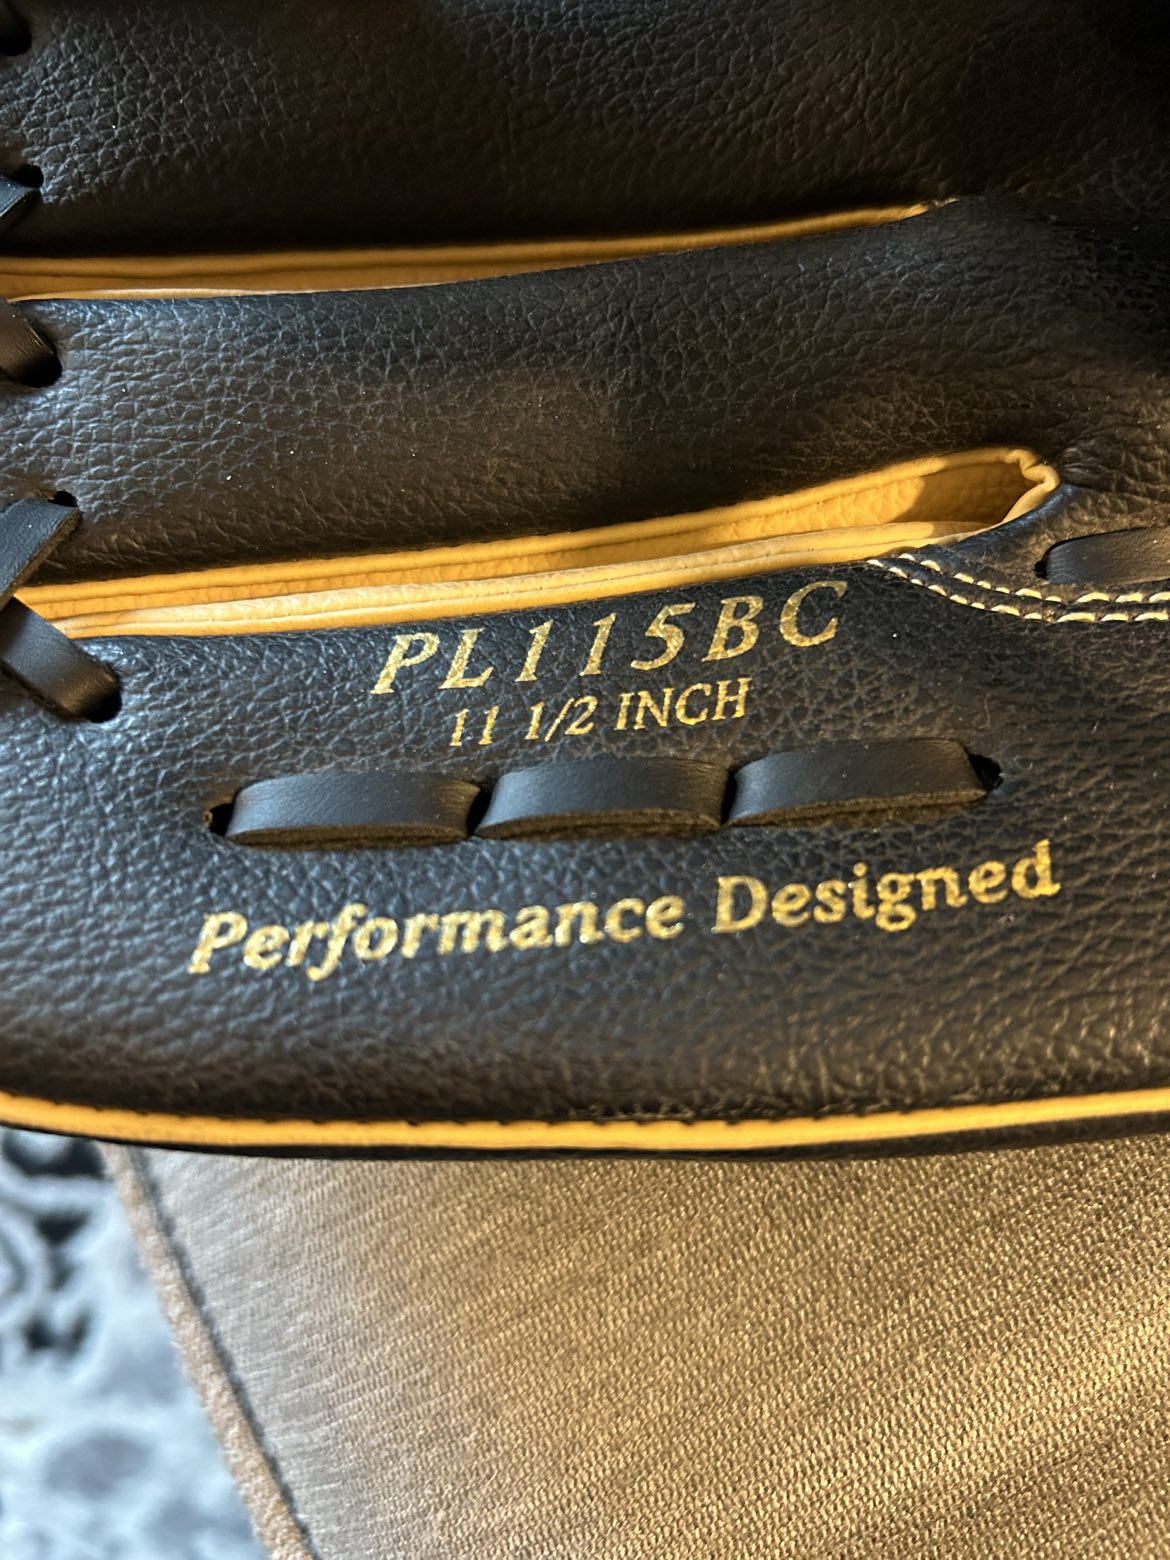 PL115BC
11 1/2 INCH
Performance Designed